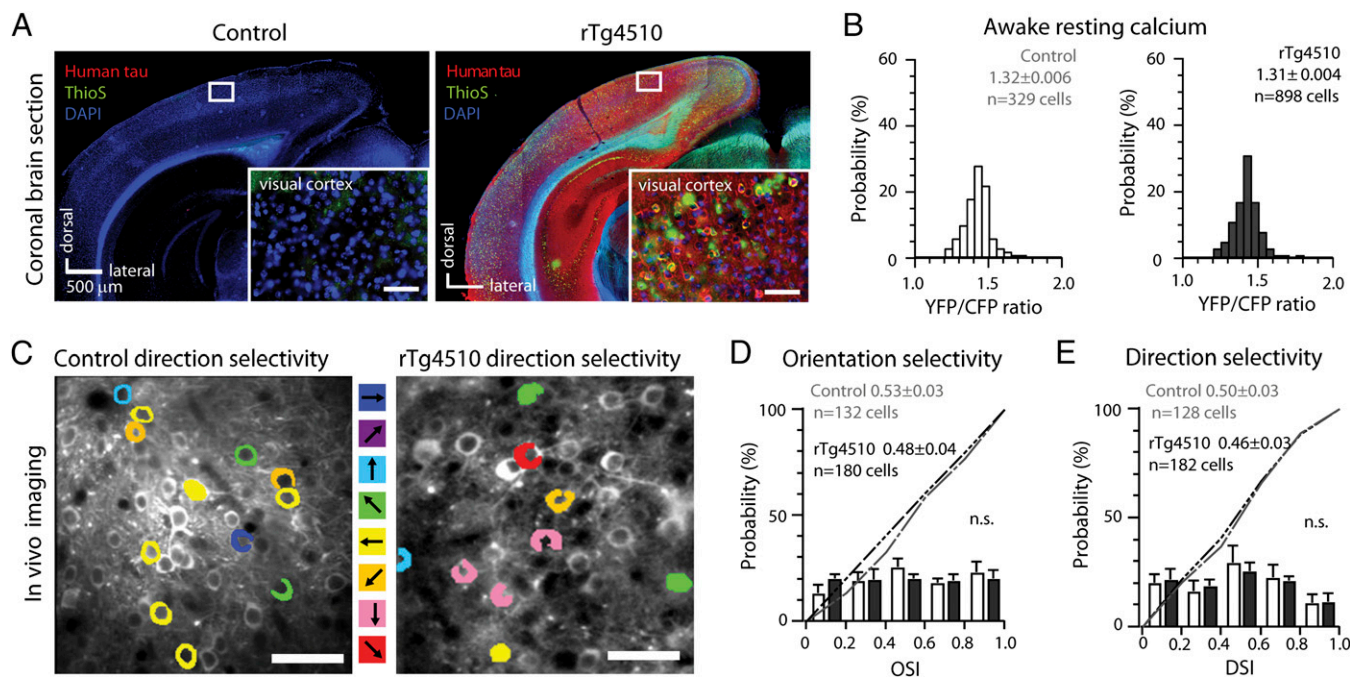 A
Control
rTg4510
Coronal brain section
Human tau
ThioS
DAPI
visual cortex
dorsal
lateral
500 μm
Human tau
ThioS
DAPI
visual cortex
dorsal
lateral
B
Awake resting calcium
Control
1.32±0.006
n=329 cells
Probability (%)
60
40
20
0
1.0 1.5 2.0
YFP/CFP ratio
rTg4510
1.31± 0.004
n=898 cells
Probability (%)
60
40
20
0
1.0 1.5 2.0
YFP/CFP ratio
C
Control direction selectivity
rTg4510 direction selectivity
In vivo imaging
D
Orientation selectivity
Control 0.53±0.03
n=132 cells
rTg4510 0.48±0.04
n=180 cells
Probability (%)
100
50
0
n.s.
0 0.2 0.4 0.6 0.8 1.0
OSI
E
Direction selectivity
Control 0.50±0.03
n=128 cells
rTg4510 0.46±0.03
n=182 cells
Probability (%)
100
50
0
n.s.
0 0.2 0.4 0.6 0.8 1.0
DSI